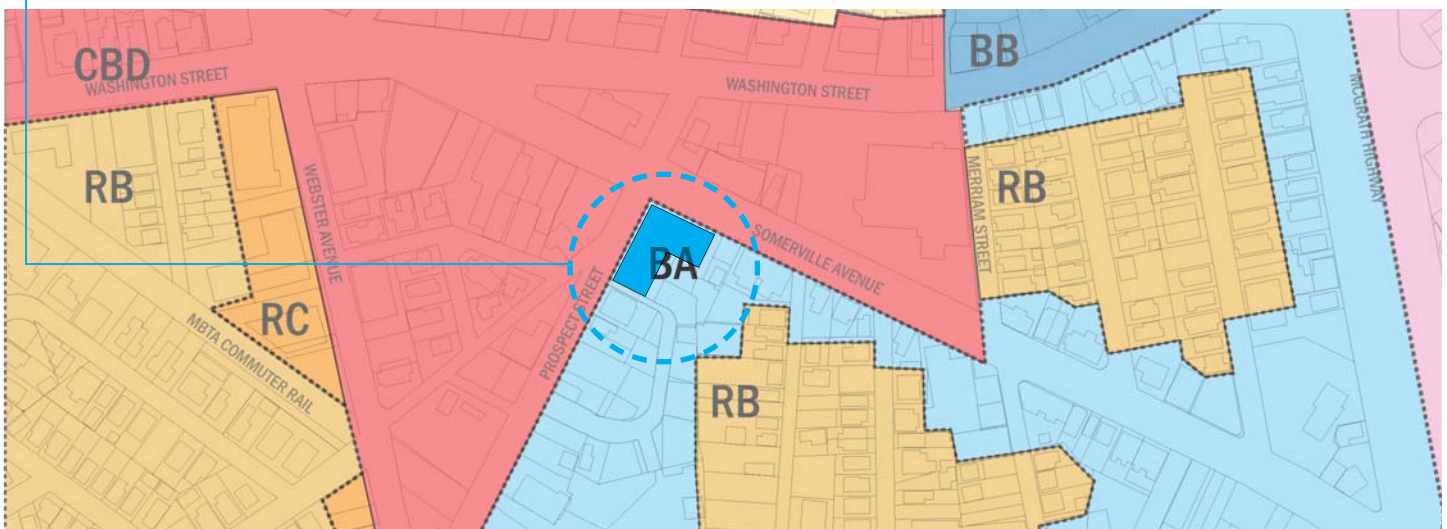 CBD
WASHINGTON STREET
BB
WASHINGTON STREET
MCGRATH HIGHWAY
RB
WEBSTER AVENUE
MERRIAM STREET
RB
SOMERVILLE AVENUE
BA
PROSPECT STREET
RC
MBTA COMMUTER RAIL
RB